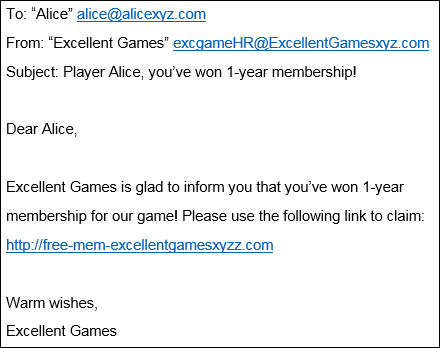 To: “Alice” alice@alicexyz.com
From: “Excellent Games” excgameHR@ExcellentGamesxyz.com
Subject: Player Alice, you’ve won 1-year membership!
Dear Alice,
Excellent Games is glad to inform you that you’ve won 1-year
membership for our game! Please use the following link to claim:
http://free-mem-excellentgamesxyzz.com
Warm wishes,
Excellent Games